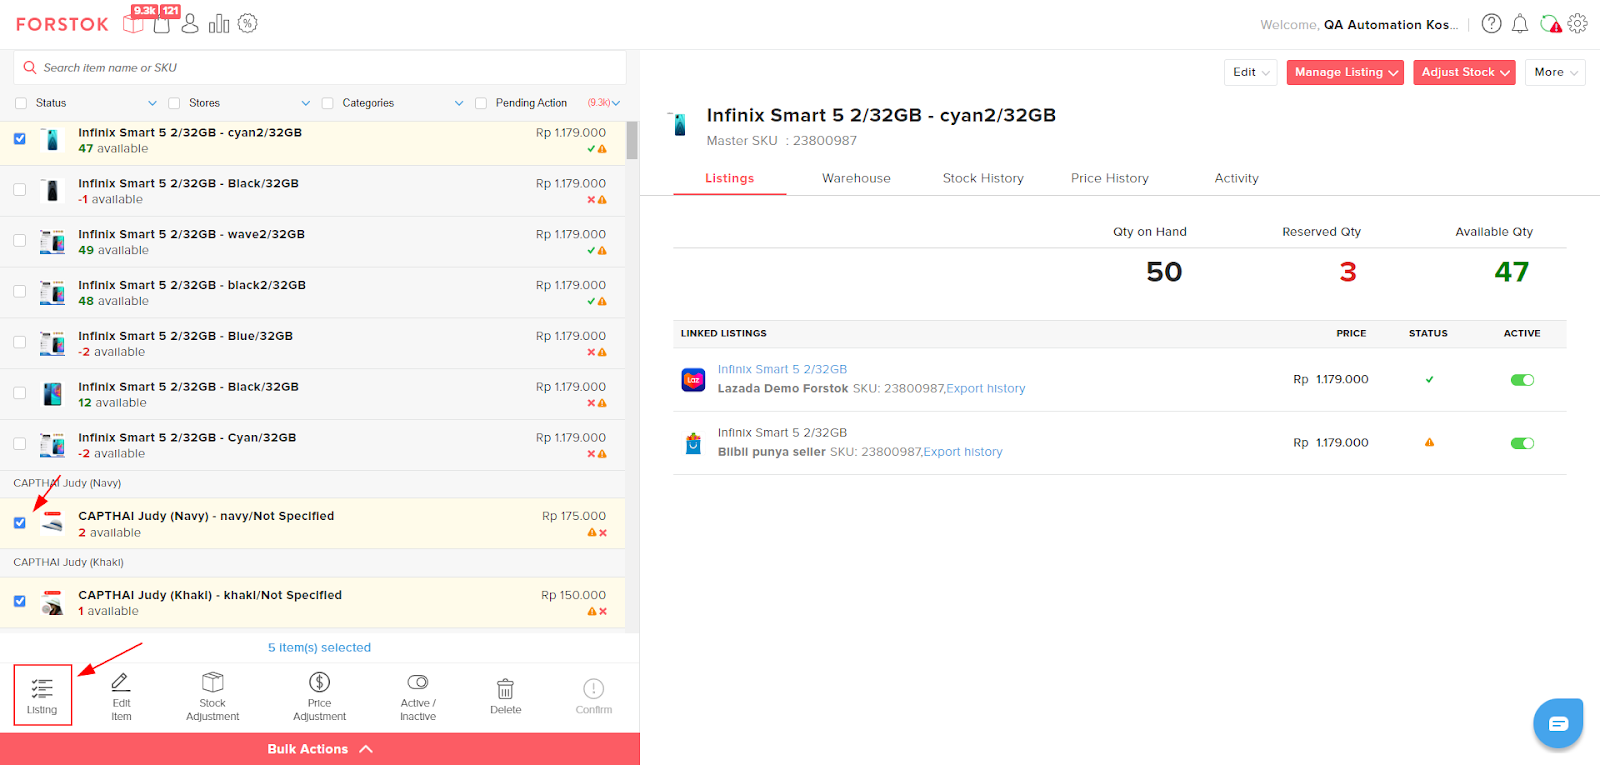 FORSTOK
9.3k
121
Welcome, QA Automation Kos...
Search item name or SKU
Status
Stores
Categories
Pending Action (9.3k)
Infinix Smart 5 2/32GB - cyan2/32GB
Rp 1.179.000
47 available
Infinix Smart 5 2/32GB - Black/32GB
Rp 1.179.000
-1 available
Infinix Smart 5 2/32GB - wave2/32GB
Rp 1.179.000
49 available
Infinix Smart 5 2/32GB - black2/32GB
Rp 1.179.000
48 available
Infinix Smart 5 2/32GB - Blue/32GB
Rp 1.179.000
-2 available
Infinix Smart 5 2/32GB - Black/32GB
Rp 1.179.000
12 available
Infinix Smart 5 2/32GB - Cyan/32GB
Rp 1.179.000
-2 available
CAPTHAI Judy (Navy)
CAPTHAI Judy (Navy) - navy/Not Specified
Rp 175.000
2 available
CAPTHAI Judy (Khaki)
CAPTHAI Judy (Khaki) - khaki/Not Specified
Rp 150.000
1 available
5 item(s) selected
Listing
Edit
Item
Stock
Adjustment
Price
Adjustment
Active /
Inactive
Delete
Confirm
Bulk Actions
Edit
Manage Listing
Adjust Stock
More
Infinix Smart 5 2/32GB - cyan2/32GB
Master SKU : 23800987
Listings
Warehouse
Stock History
Price History
Activity
Qty on Hand
Reserved Qty
Available Qty
50
3
47
LINKED LISTINGS
PRICE
STATUS
ACTIVE
Infinix Smart 5 2/32GB
Lazada Demo Forstok SKU: 23800987,Export history
Rp 1.179.000
Infinix Smart 5 2/32GB
Blibli punya seller SKU: 23800987,Export history
Rp 1.179.000